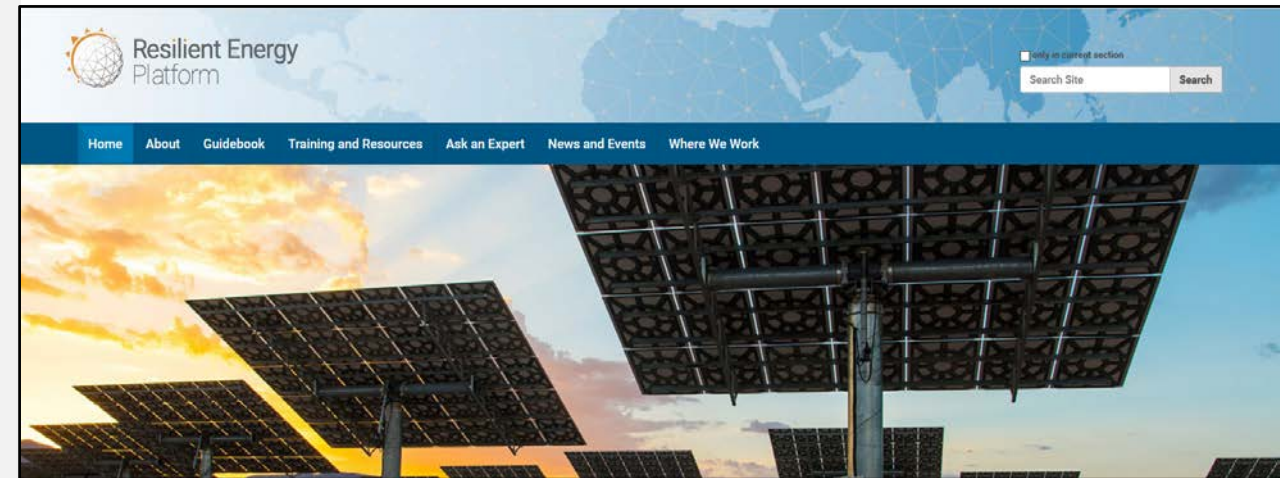 Resilient Energy
Platform
only in current section
Search Site
Search
Home
About
Guidebook
Training and Resources
Ask an Expert
News and Events
Where We Work